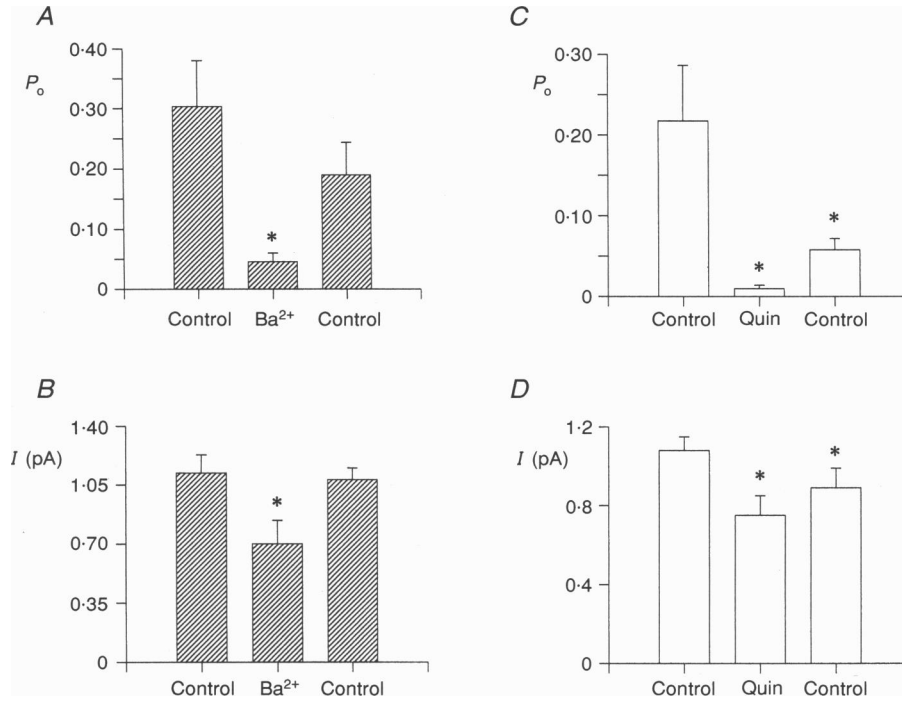 A
0·40
Pₒ
0·30
0·20
0·10
0
*
Control Ba²⁺ Control
B
1·40
I (pA)
1·05
0·70
0·35
0
*
Control Ba²⁺ Control
C
0·30
Pₒ
0·20
0·10
0
* *
Control Quin Control
D
1·2
I (pA)
0·8
0·4
0
* *
Control Quin Control